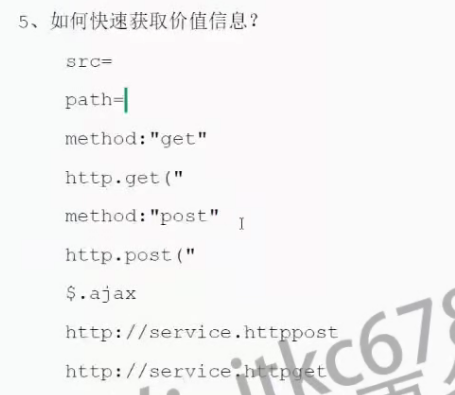 5、如何快速获取价值信息？
src=
path=
method:"get"
http.get("
method:"post"
http.post("
$.ajax
http://service.httppost
http://service.httpget